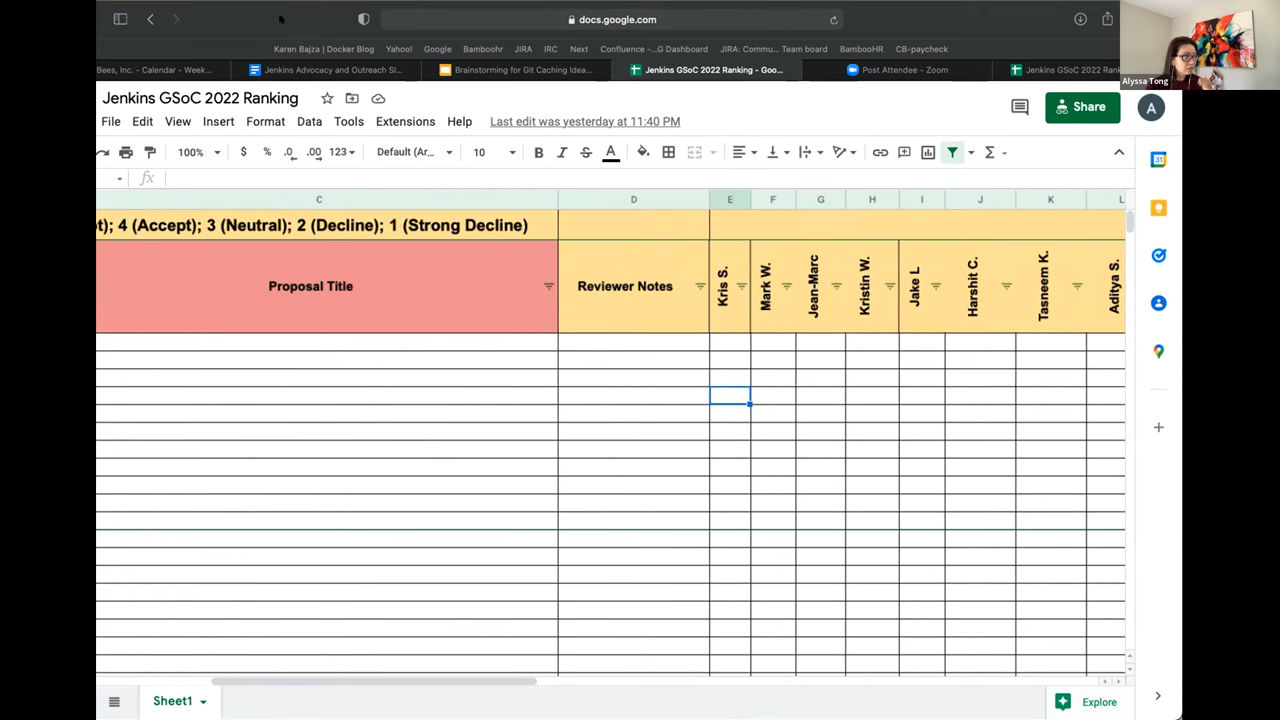 docs.google.com
Karen Bajza | Docker Blog Yahoo! Google Bamboohr JIRA IRC Next Confluence -...G Dashboard JIRA: Commu... Team board BambooHR CB-paycheck
Bees, Inc. - Calendar - Week... Jenkins Advocacy and Outreach SI... Brainstorming for Git Caching Idea... Jenkins GSoC 2022 Ranking - Goo... Post Attendee - Zoom Jenkins GSoC 2022 Rank
Alyssa Tong
Jenkins GSoC 2022 Ranking
Share
A
File Edit View Insert Format Data Tools Extensions Help Last edit was yesterday at 11:40 PM
100% $ % .0 .00 123 Default (Ar... 10 B I S A
31
fx
C D E F G H I J K L
t); 4 (Accept); 3 (Neutral); 2 (Decline); 1 (Strong Decline)
Proposal Title Reviewer Notes Kris S. Mark W. Jean-Marc Kristin W. Jake L Harshit C. Tasneem K. Aditya S.
Sheet1
Explore